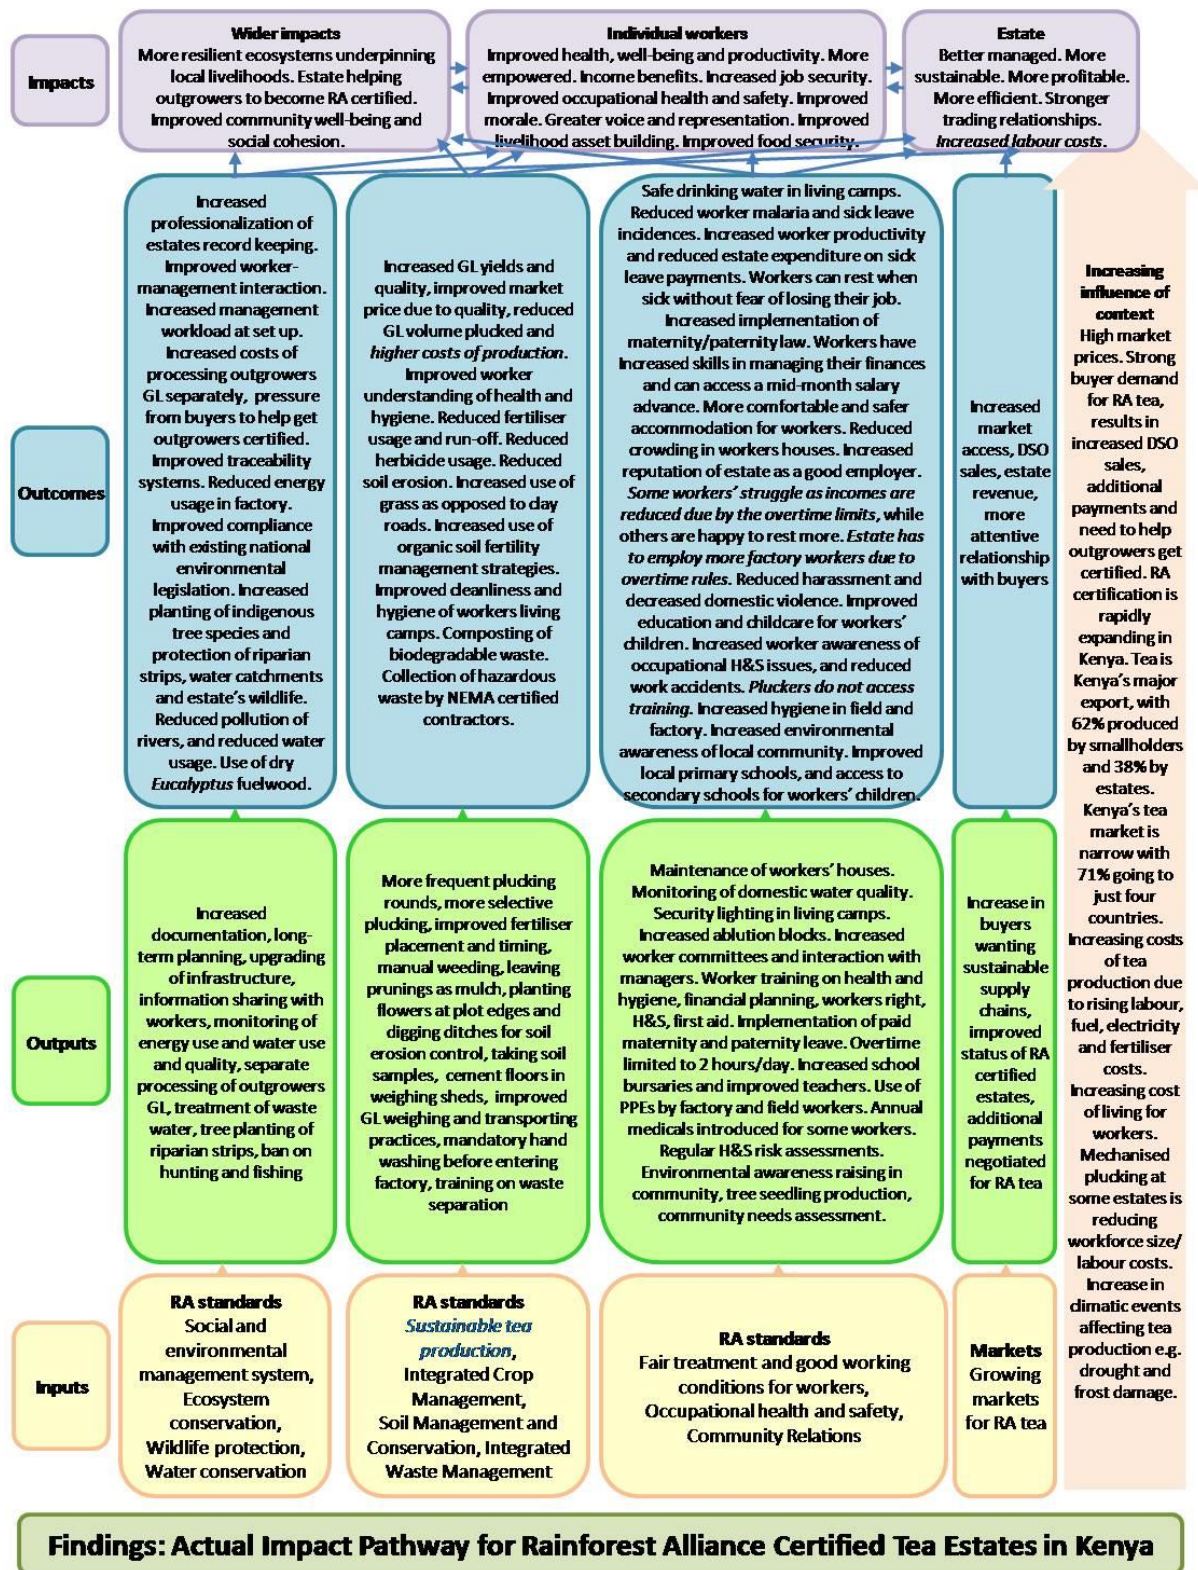 Impacts
Wider impacts
More resilient ecosystems underpinning
local livelihoods. Estate helping
outgrowers to become RA certified.
Improved community well-being and
social cohesion.
Individual workers
Improved health, well-being and productivity. More
empowered. Income benefits. Increased job security.
Improved occupational health and safety. Improved
morale. Greater voice and representation. Improved
livelihood asset building. Improved food security.
Estate
Better managed. More
sustainable. More profitable.
More efficient. Stronger
trading relationships.
Increased labour costs.
Outcomes
Increased
professionalization of
estates record keeping.
Improved worker-
management interaction.
Increased management
workload at set up.
Increased costs of
processing outgrowers
GL separately, pressure
from buyers to help get
outgrowers certified.
Improved traceability
systems. Reduced energy
usage in factory.
Improved compliance
with existing national
environmental
legislation. Increased
planting of indigenous
tree species and
protection of riparian
strips, water catchments
and estate's wildlife.
Reduced pollution of
rivers, and reduced water
usage. Use of dry
Eucalyptus fuelwood.
Increased GL yields and
quality, improved market
price due to quality, reduced
GL volume plucked and
higher costs of production.
Improved worker
understanding of health and
hygiene. Reduced fertiliser
usage and run-off. Reduced
herbicide usage. Reduced
soil erosion. Increased use of
grass as opposed to clay
roads. Increased use of
organic soil fertility
management strategies.
Improved cleanliness and
hygiene of workers living
camps. Composting of
biodegradable waste.
Collection of hazardous
waste by NEMA certified
contractors.
Safe drinking water in living camps.
Reduced worker malaria and sick leave
incidences. Increased worker productivity
and reduced estate expenditure on sick
leave payments. Workers can rest when
sick without fear of losing their job.
Increased implementation of
maternity/paternity law. Workers have
Increased skills in managing their finances
and can access a mid-month salary
advance. More comfortable and safer
accommodation for workers. Reduced
crowding in workers houses. Increased
reputation of estate as a good employer.
Some workers' struggle as incomes are
reduced due by the overtime limits, while
others are happy to rest more. Estate has
to employ more factory workers due to
overtime rules. Reduced harassment and
decreased domestic violence. Improved
education and childcare for workers'
children. Increased worker awareness of
occupational H&S issues, and reduced
work accidents. Pluckers do not access
training. Increased hygiene in field and
factory. Increased environmental
awareness of local community. Improved
local primary schools, and access to
secondary schools for workers' children.
Increased
market
access, DSO
sales, estate
revenue,
more
attentive
relationship
with buyers
Outputs
Increased
documentation, long-
term planning, upgrading
of infrastructure,
information sharing with
workers, monitoring of
energy use and water use
and quality, separate
processing of outgrowers
GL, treatment of waste
water, tree planting of
riparian strips, ban on
hunting and fishing
More frequent plucking
rounds, more selective
plucking, improved fertiliser
placement and timing,
manual weeding, leaving
prunings as mulch, planting
flowers at plot edges and
digging ditches for soil
erosion control, taking soil
samples, cement floors in
weighing sheds, improved
GL weighing and transporting
practices, mandatory hand
washing before entering
factory, training on waste
separation
Maintenance of workers' houses.
Monitoring of domestic water quality.
Security lighting in living camps.
Increased ablution blocks. Increased
worker committees and interaction with
managers. Worker training on health and
hygiene, financial planning, workers right,
H&S, first aid. Implementation of paid
maternity and paternity leave. Overtime
limited to 2 hours/day. Increased school
bursaries and improved teachers. Use of
PPEs by factory and field workers. Annual
medicals introduced for some workers.
Regular H&S risk assessments.
Environmental awareness raising in
community, tree seedling production,
community needs assessment.
Increase in
buyers
wanting
sustainable
supply
chains,
improved
status of RA
certified
estates,
additional
payments
negotiated
for RA tea
Inputs
RA standards
Social and
environmental
management system,
Ecosystem
conservation,
Wildlife protection,
Water conservation
RA standards
Sustainable tea
production,
Integrated Crop
Management,
Soil Management and
Conservation, Integrated
Waste Management
RA standards
Fair treatment and good working
conditions for workers,
Occupational health and safety,
Community Relations
Markets
Growing
markets
for RA tea
Increasing
influence of
context
High market
prices. Strong
buyer demand
for RA tea,
results in
increased DSO
sales,
additional
payments and
need to help
outgrowers get
certified. RA
certification is
rapidly
expanding in
Kenya. Tea is
Kenya's major
export, with
62% produced
by smallholders
and 38% by
estates.
Kenya's tea
market is
narrow with
71% going to
just four
countries.
Increasing costs
of tea
production due
to rising labour,
fuel, electricity
and fertiliser
costs.
Increasing cost
of living for
workers.
Mechanised
plucking at
some estates is
reducing
workforce size/
labour costs.
Increase in
climatic events
affecting tea
production e.g.
drought and
frost damage.
Findings: Actual Impact Pathway for Rainforest Alliance Certified Tea Estates in Kenya